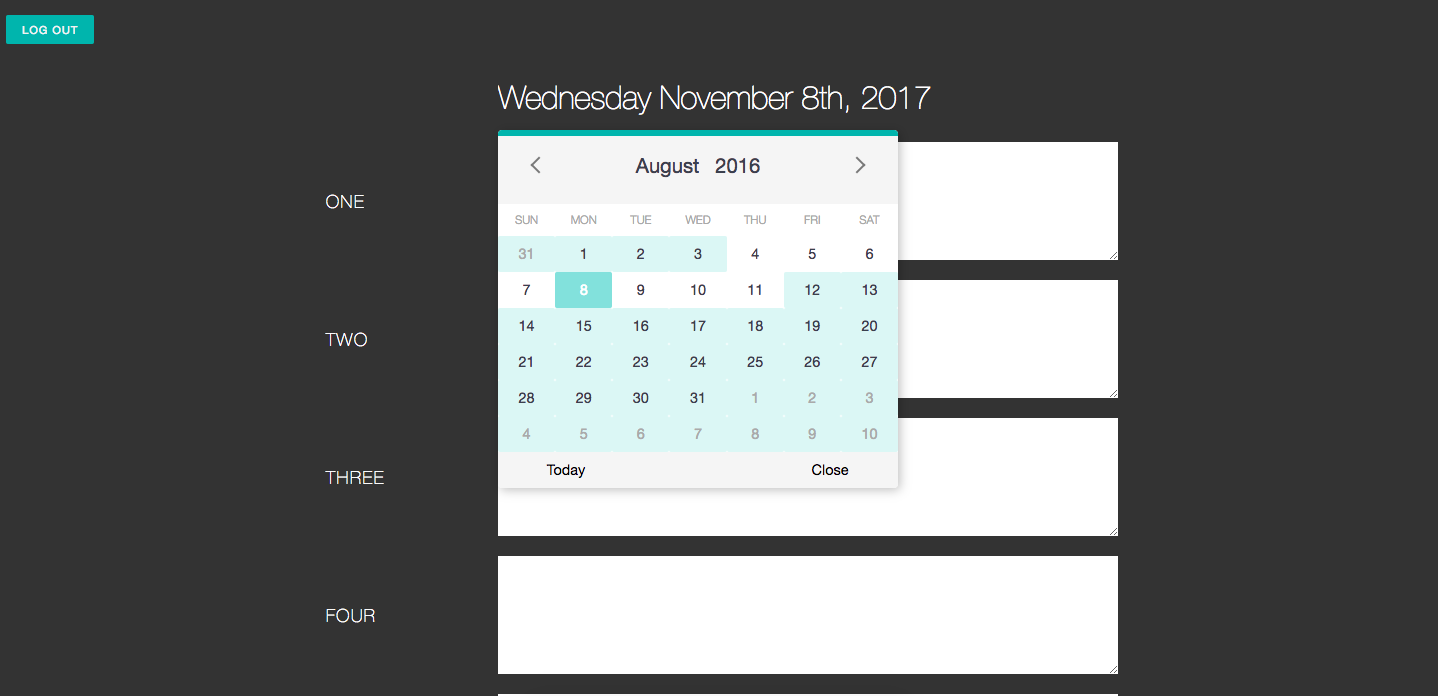 LOG OUT
Wednesday November 8th, 2017
August 2016
SUN MON TUE WED THU FRI SAT
31 1 2 3 4 5 6
7 8 9 10 11 12 13
14 15 16 17 18 19 20
21 22 23 24 25 26 27
28 29 30 31 1 2 3
4 5 6 7 8 9 10
Today Close
ONE
TWO
THREE
FOUR